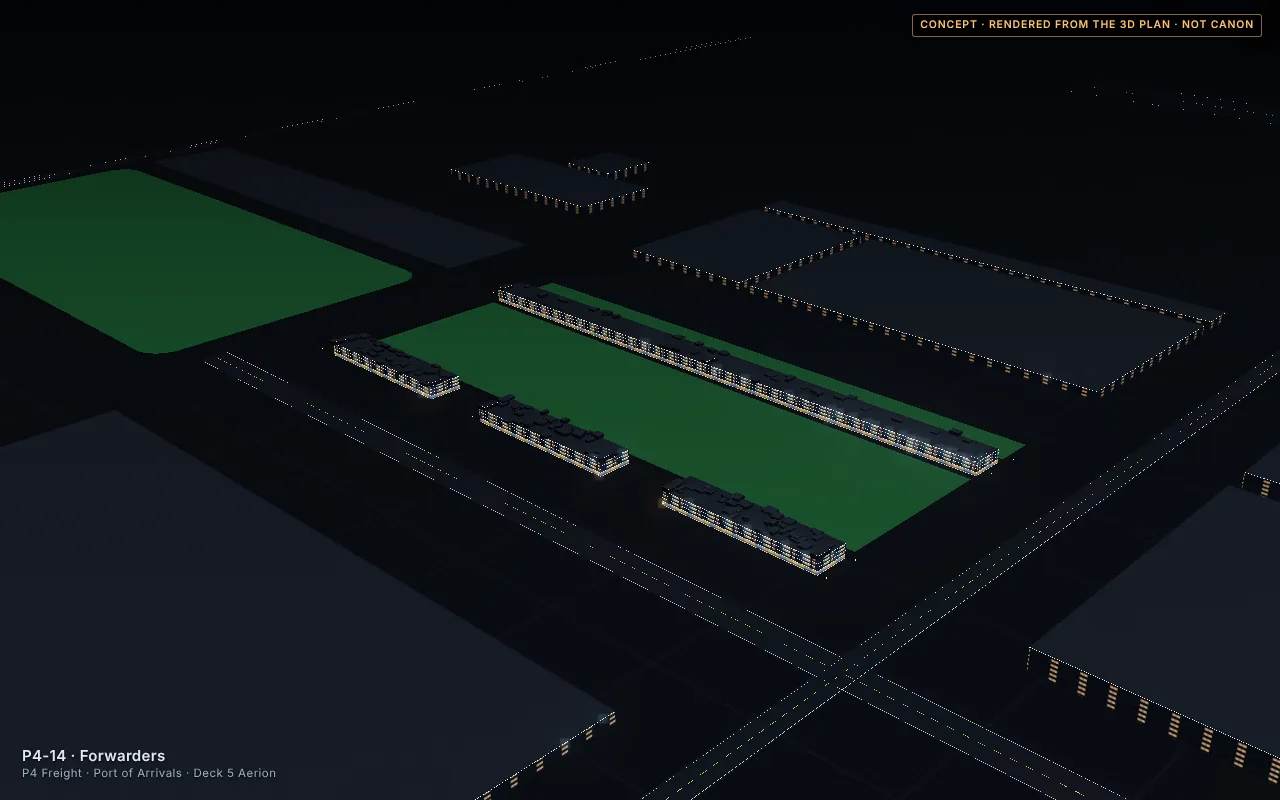 CONCEPT · RENDERED FROM THE 3D PLAN · NOT CANON
P4-14 · Forwarders
P4 Freight · Port of Arrivals · Deck 5 Aerion